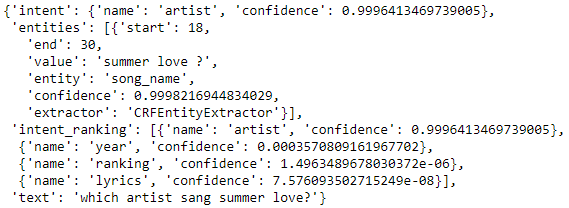 {'intent': {'name': 'artist', 'confidence': 0.9996413469739005},
 'entities': [{'start': 18,
   'end': 30,
   'value': 'summer love ?',
   'entity': 'song_name',
   'confidence': 0.9998216944834029,
   'extractor': 'CRFEntityExtractor'}],
 'intent_ranking': [{'name': 'artist', 'confidence': 0.9996413469739005},
  {'name': 'year', 'confidence': 0.0003570809161967702},
  {'name': 'ranking', 'confidence': 1.4963489678030372e-06},
  {'name': 'lyrics', 'confidence': 7.576093502715249e-08}],
 'text': 'which artist sang summer love?'}